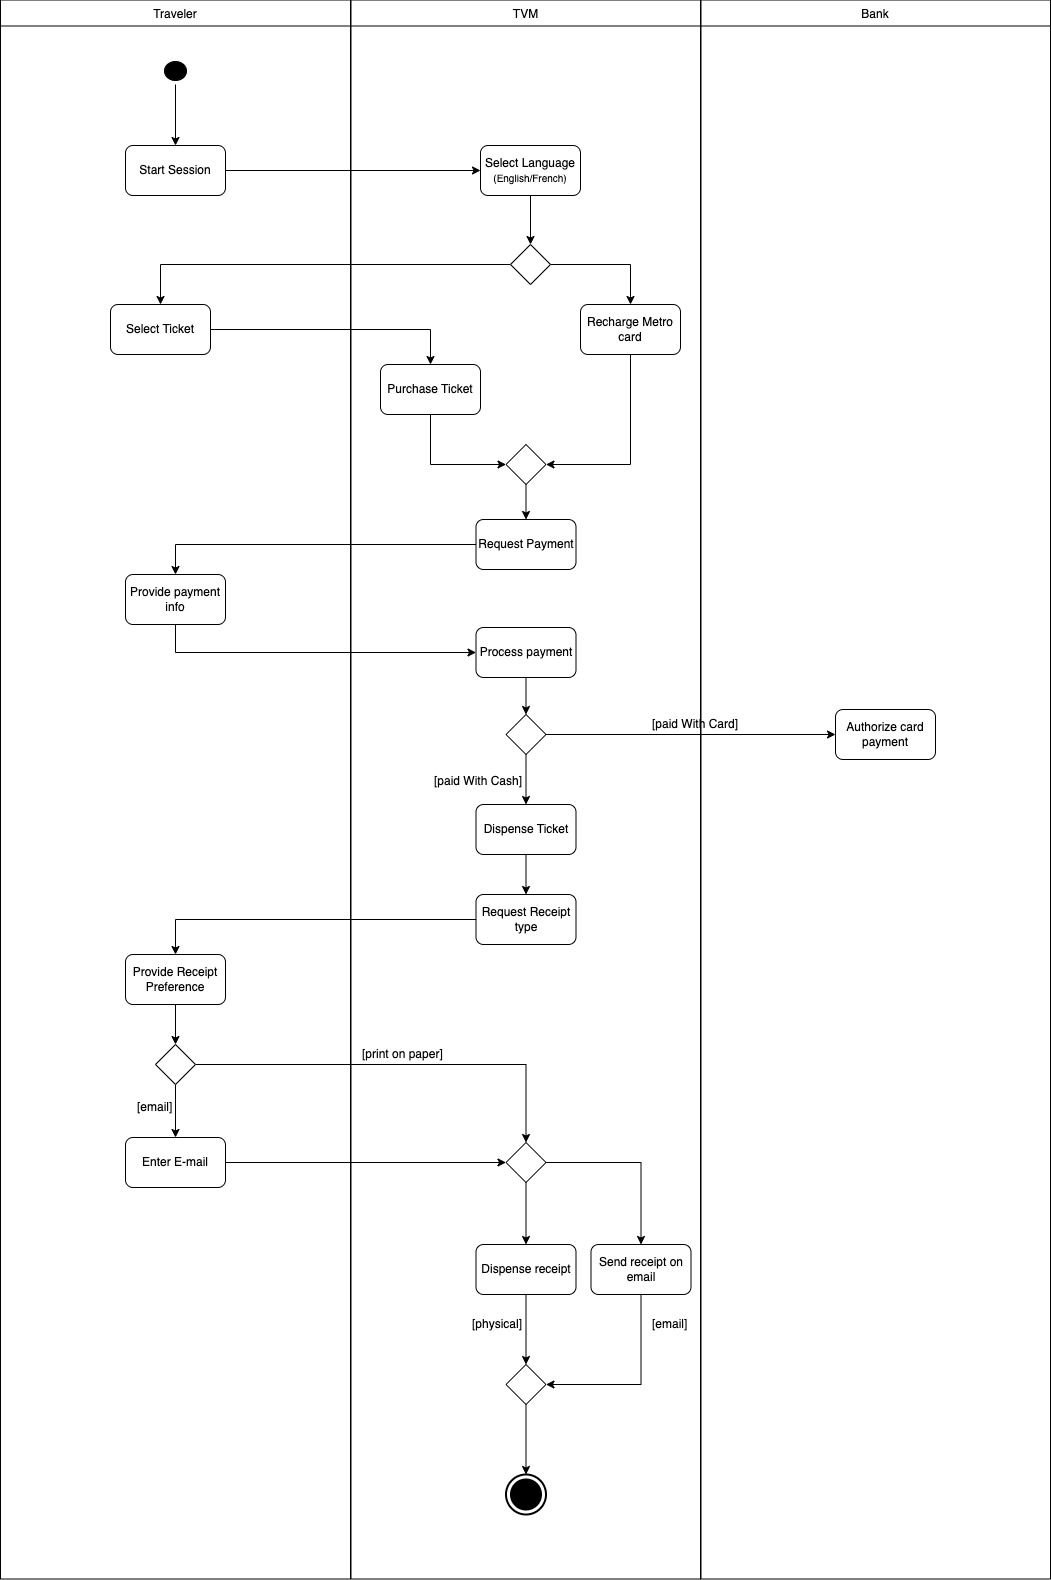 Traveler
TVM
Bank
Start Session
Select Language
(English/French)
Select Ticket
Recharge Metro
card
Purchase Ticket
Request Payment
Provide payment
info
Process payment
[paid With Card]
Authorize card
payment
[paid With Cash]
Dispense Ticket
Request Receipt
type
Provide Receipt
Preference
[print on paper]
[email]
Enter E-mail
Dispense receipt
Send receipt on
email
[physical]
[email]